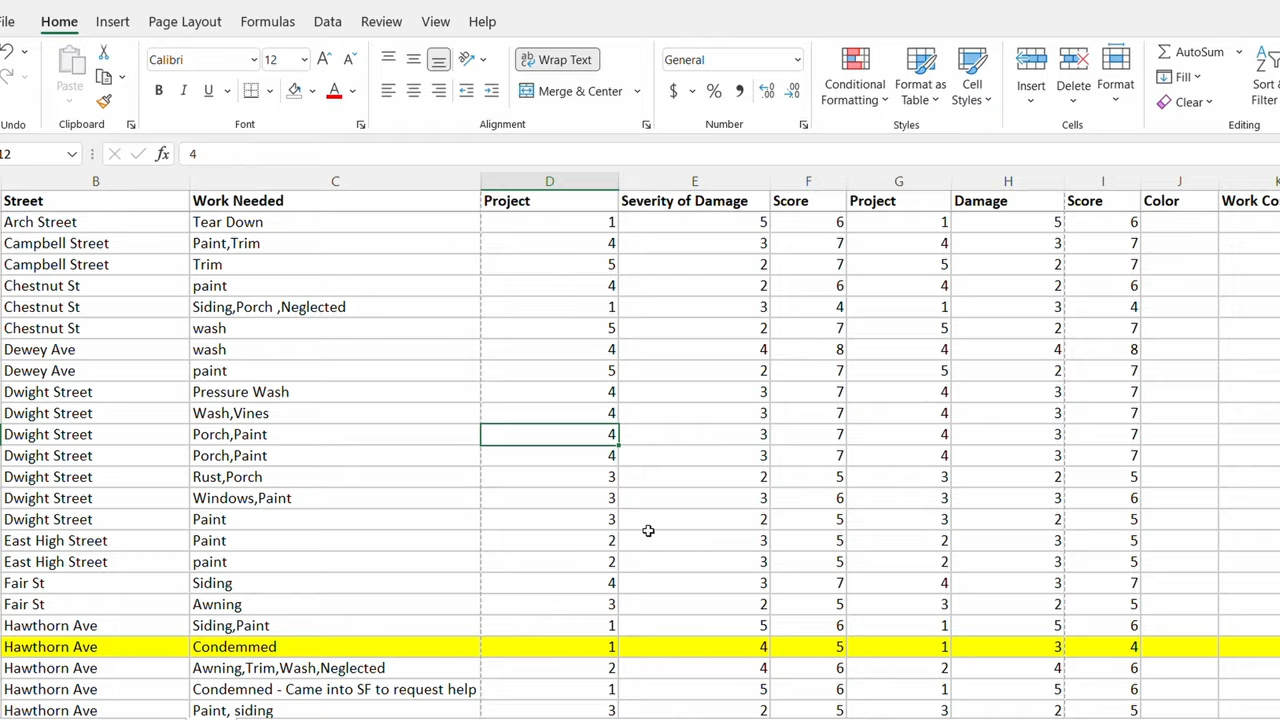 File Home Insert Page Layout Formulas Data Review View Help
Paste Calibri 12 A A Wrap Text General Conditional Formatting Format as Table Cell Styles Insert Delete Format AutoSum Sort & Filter
B I U A Merge & Center $ % Fill
Clear
Undo Clipboard Font Alignment Number Styles Cells Editing
12 fx 4
B C D E F G H I J K
Street Work Needed Project Severity of Damage Score Project Damage Score Color Work Co
Arch Street Tear Down 1 5 6 1 5 6
Campbell Street Paint,Trim 4 3 7 4 3 7
Campbell Street Trim 5 2 7 5 2 7
Chestnut St paint 4 2 6 4 2 6
Chestnut St Siding,Porch ,Neglected 1 3 4 1 3 4
Chestnut St wash 5 2 7 5 2 7
Dewey Ave wash 4 4 8 4 4 8
Dewey Ave paint 5 2 7 5 2 7
Dwight Street Pressure Wash 4 3 7 4 3 7
Dwight Street Wash,Vines 4 3 7 4 3 7
Dwight Street Porch,Paint 4 3 7 4 3 7
Dwight Street Porch,Paint 4 3 7 4 3 7
Dwight Street Rust,Porch 3 2 5 3 2 5
Dwight Street Windows,Paint 3 3 6 3 3 6
Dwight Street Paint 3 2 5 3 2 5
East High Street Paint 2 3 5 2 3 5
East High Street paint 2 3 5 2 3 5
Fair St Siding 4 3 7 4 3 7
Fair St Awning 3 2 5 3 2 5
Hawthorn Ave Siding,Paint 1 5 6 1 5 6
Hawthorn Ave Condemmed 1 4 5 1 3 4
Hawthorn Ave Awning,Trim,Wash,Neglected 2 4 6 2 4 6
Hawthorn Ave Condemned - Came into SF to request help 1 5 6 1 5 6
Hawthorn Ave Paint, siding 3 2 5 3 2 5